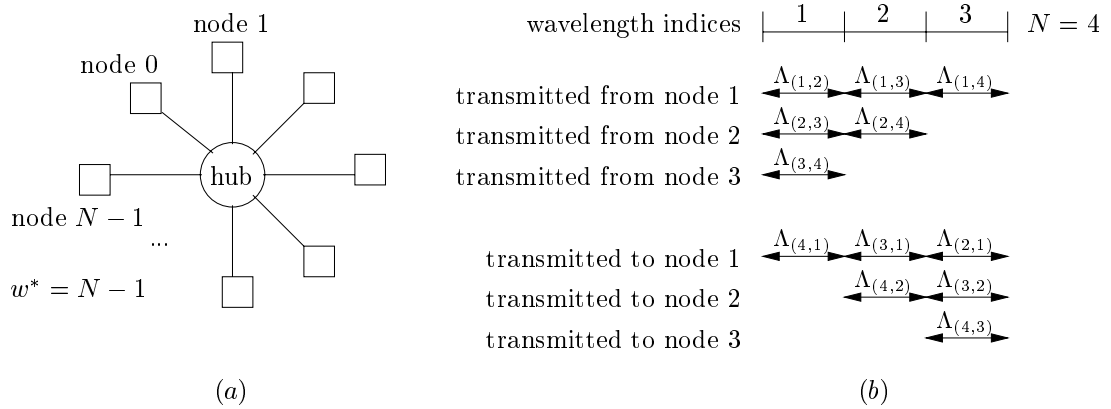 node 1
node 0
hub
node N − 1
...
w* = N − 1
(a)
wavelength indices 1 2 3 N = 4
Λ(1,2) Λ(1,3) Λ(1,4)
transmitted from node 1
Λ(2,3) Λ(2,4)
transmitted from node 2
Λ(3,4)
transmitted from node 3
Λ(4,1) Λ(3,1) Λ(2,1)
transmitted to node 1
Λ(4,2) Λ(3,2)
transmitted to node 2
Λ(4,3)
transmitted to node 3
(b)